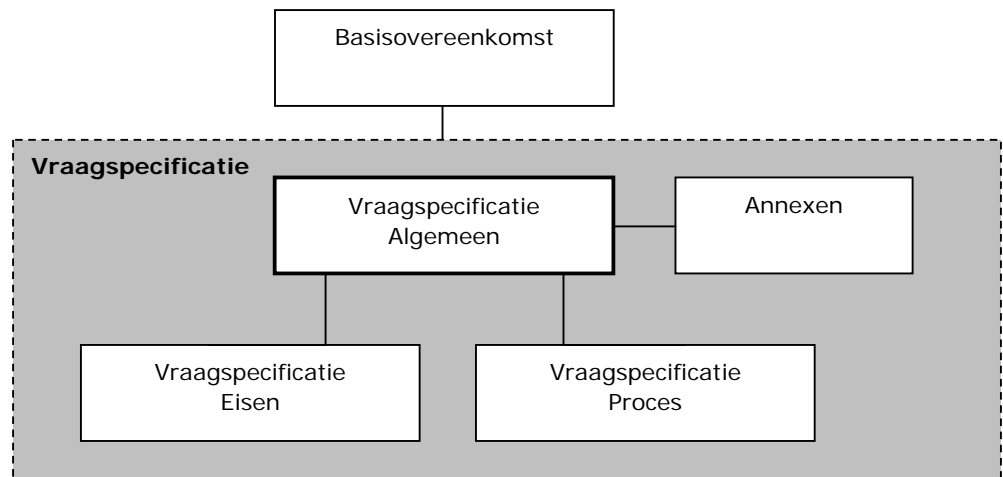 Basisovereenkomst
Vraagspecificatie
Vraagspecificatie
Algemeen
Annexen
Vraagspecificatie
Eisen
Vraagspecificatie
Proces